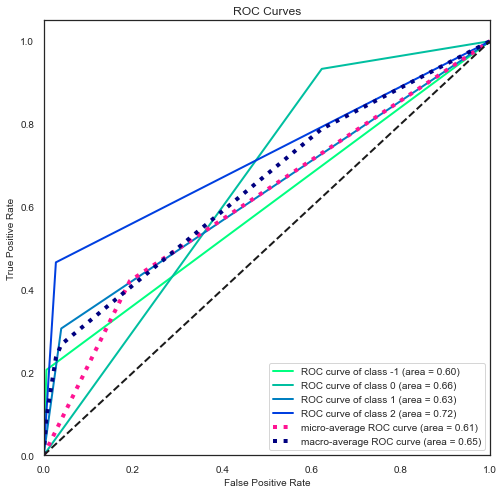 ROC Curves
True Positive Rate
1.0
0.8
0.6
0.4
0.2
0.0
0.0 0.2 0.4 0.6 0.8 1.0
False Positive Rate
ROC curve of class -1 (area = 0.60)
ROC curve of class 0 (area = 0.66)
ROC curve of class 1 (area = 0.63)
ROC curve of class 2 (area = 0.72)
micro-average ROC curve (area = 0.61)
macro-average ROC curve (area = 0.65)